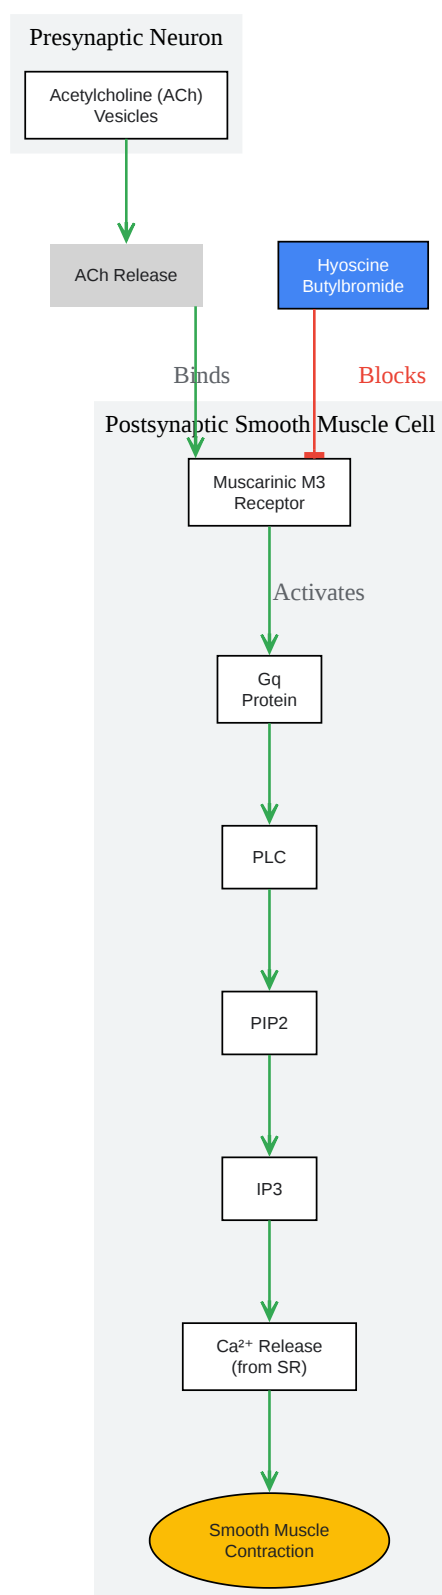 Presynaptic Neuron
Acetylcholine (ACh)
Vesicles
ACh Release
Hyoscine
Butylbromide
Binds
Blocks
Postsynaptic Smooth Muscle Cell
Muscarinic M3
Receptor
Activates
Gq
Protein
PLC
PIP2
IP3
Ca²⁺ Release
(from SR)
Smooth Muscle
Contraction